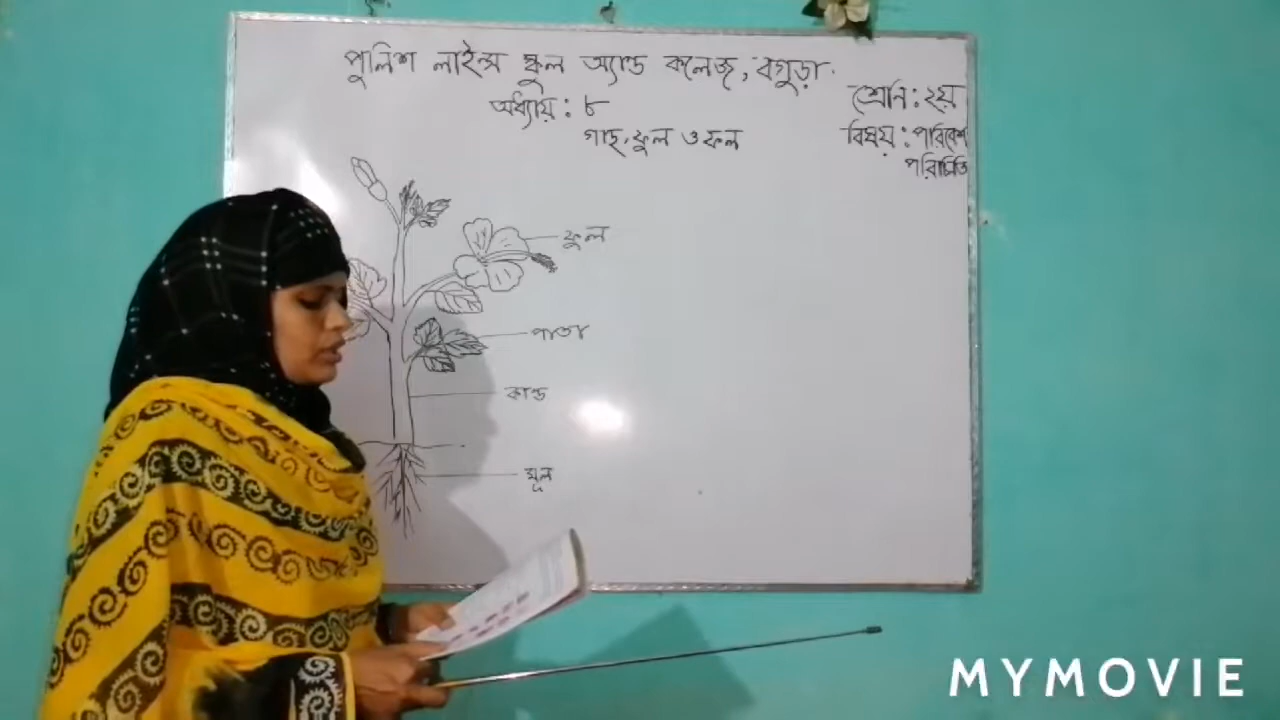 পুলিশ লাইন্স স্কুল অ্যান্ড কলেজ, বগুড়া.
শ্রেনি : ২য়
অধ্যায় : ৮
বিষয় : পরিবেশ
গাছ, ফুল ও ফল
পরিচিতি
ফুল
পাতা
কান্ড
মূল
MYMOVIE